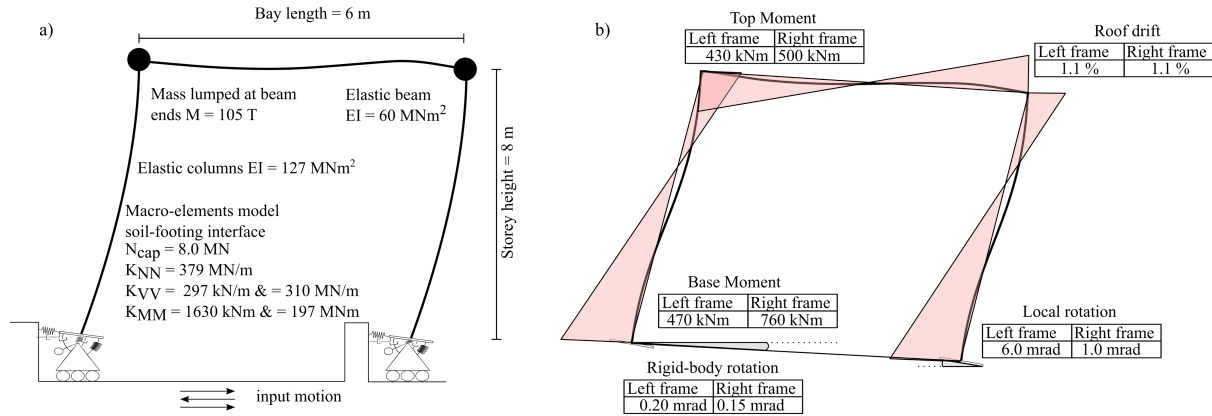 a)
Bay length = 6 m
Mass lumped at beam
ends M = 105 T
Elastic beam
EI = 60 MNm²
Elastic columns EI = 127 MNm²
Storey height = 8 m
Macro-elements model
soil-footing interface
Ncap = 8.0 MN
KNN = 379 MN/m
KVV = 297 kN/m & = 310 MN/m
KMM = 1630 kNm & = 197 MNm
input motion
b)
Top Moment
Left frame Right frame
430 kNm 500 kNm
Roof drift
Left frame Right frame
1.1 % 1.1 %
Base Moment
Left frame Right frame
470 kNm 760 kNm
Local rotation
Left frame Right frame
6.0 mrad 1.0 mrad
Rigid-body rotation
Left frame Right frame
0.20 mrad 0.15 mrad